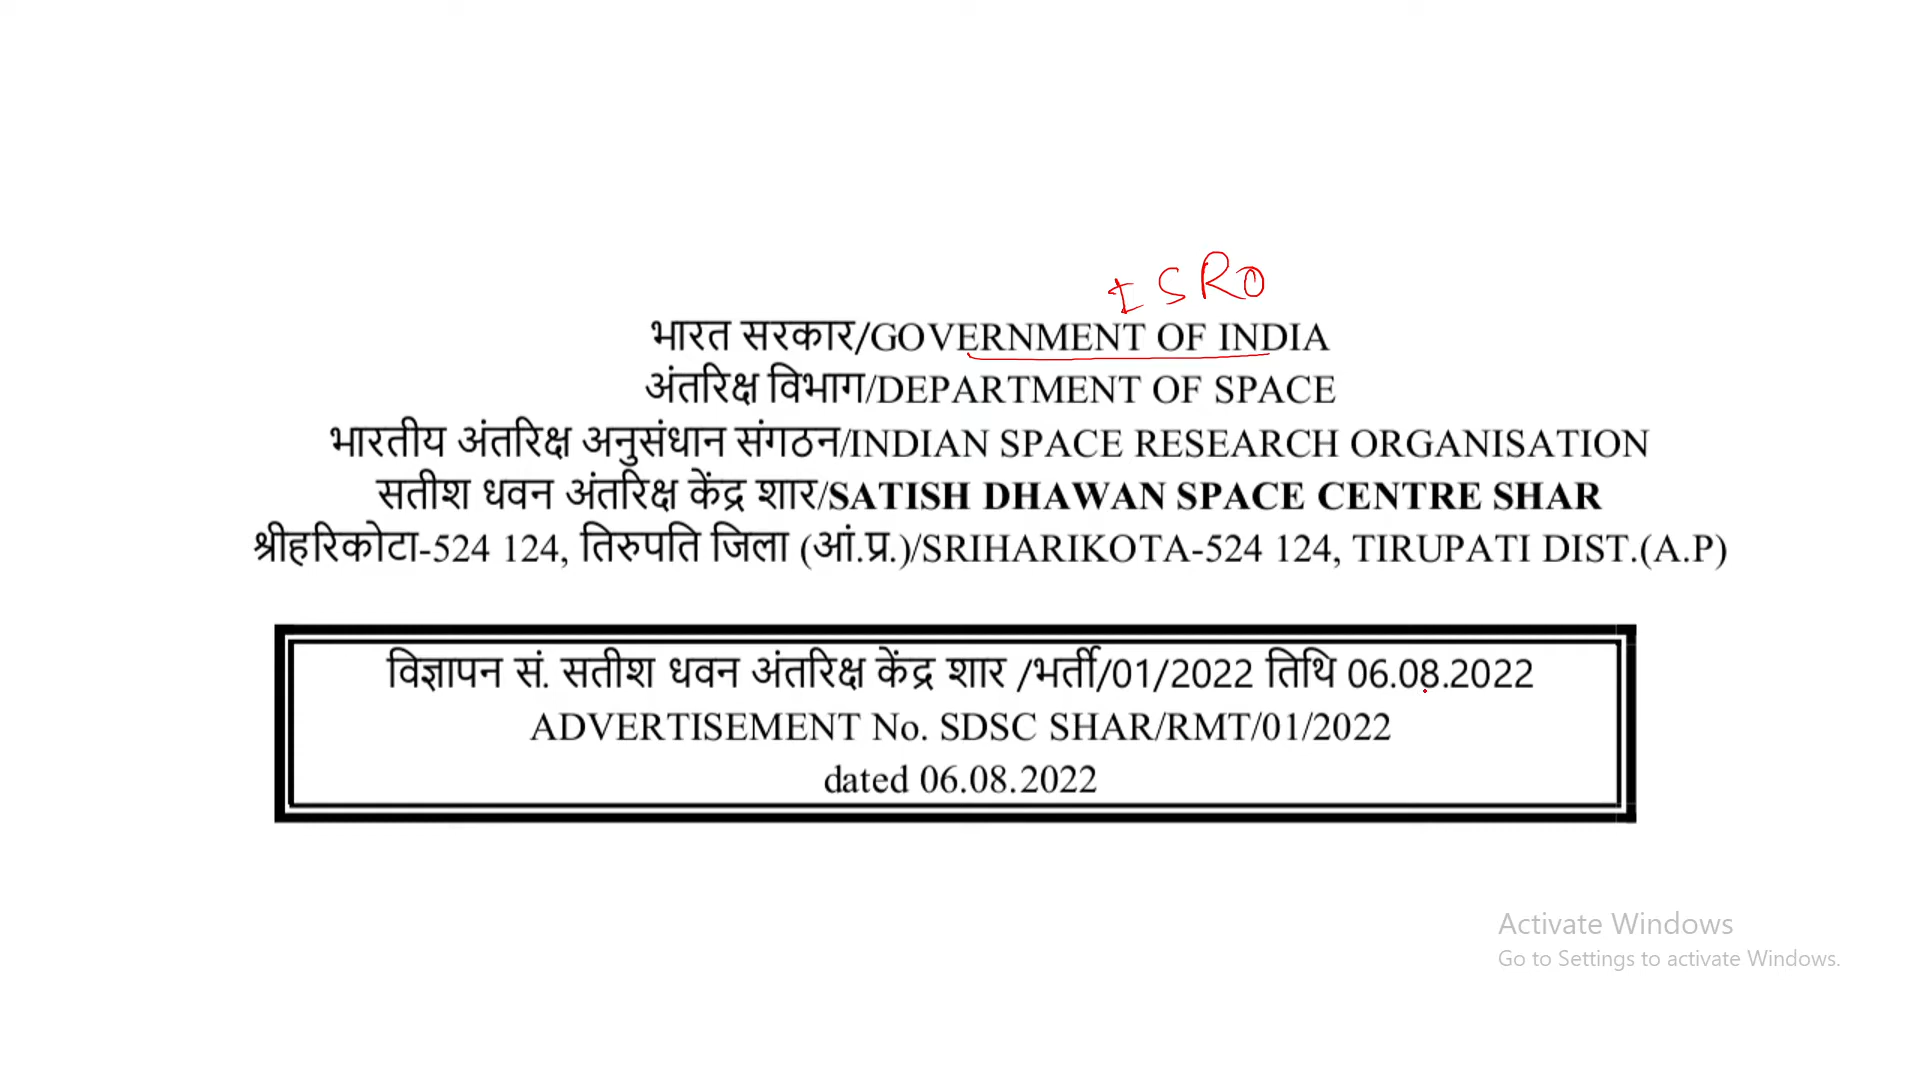 ISRO
भारत सरकार/GOVERNMENT OF INDIA
अंतरिक्ष विभाग/DEPARTMENT OF SPACE
भारतीय अंतरिक्ष अनुसंधान संगठन/INDIAN SPACE RESEARCH ORGANISATION
सतीश धवन अंतरिक्ष केंद्र शार/SATISH DHAWAN SPACE CENTRE SHAR
श्रीहरिकोटा-524 124, तिरुपति जिला (आं.प्र.)/SRIHARIKOTA-524 124, TIRUPATI DIST.(A.P)
विज्ञापन सं. सतीश धवन अंतरिक्ष केंद्र शार /भर्ती/01/2022 तिथि 06.08.2022
ADVERTISEMENT No. SDSC SHAR/RMT/01/2022
dated 06.08.2022
Activate Windows
Go to Settings to activate Windows.